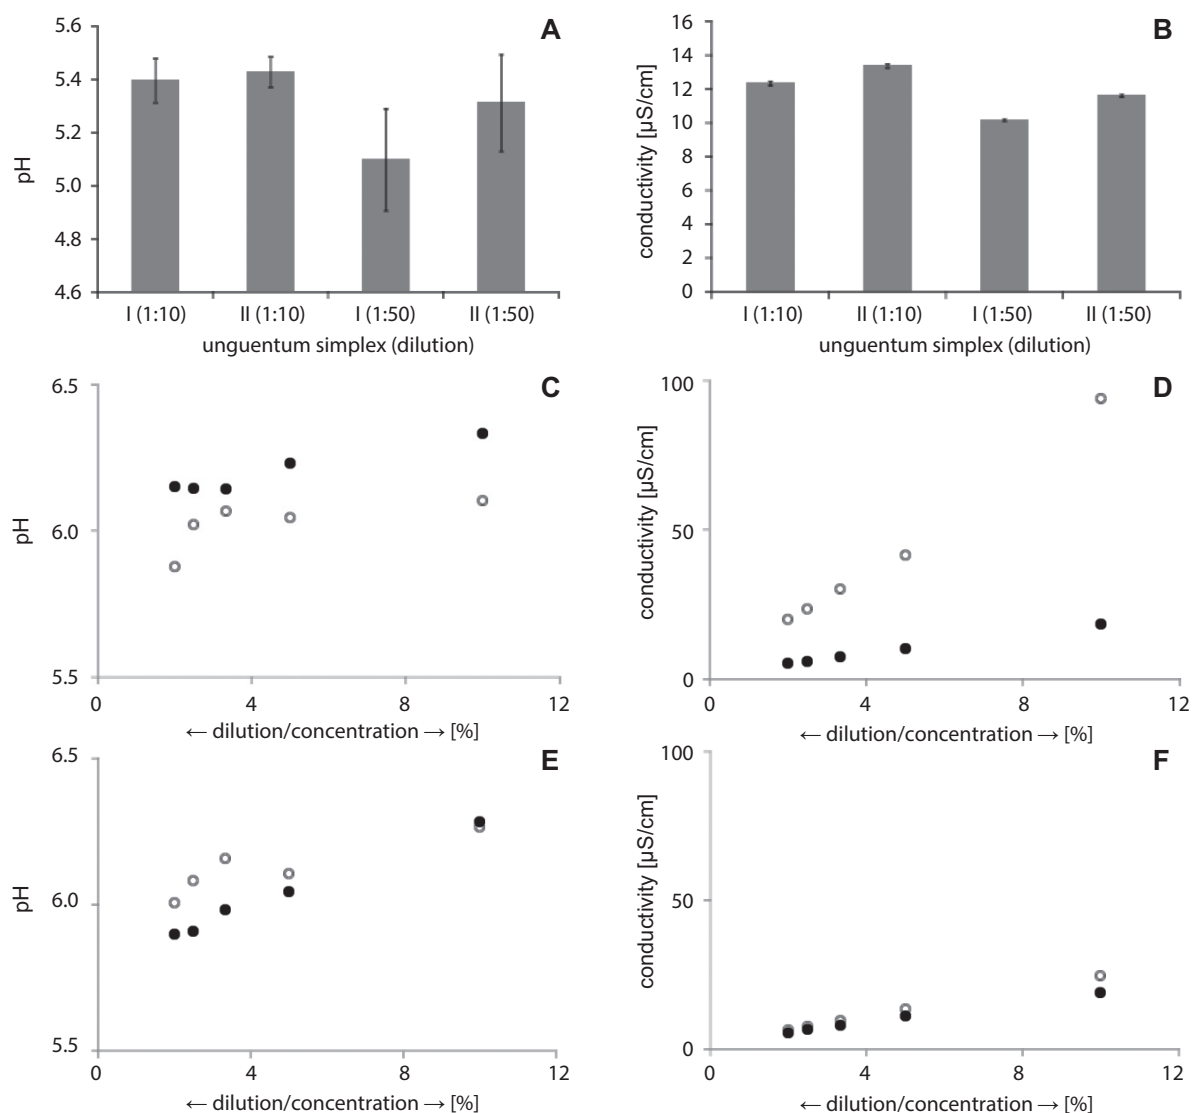 A
5.6
5.4
5.2
5.0
4.8
4.6
pH
I (1:10) II (1:10) I (1:50) II (1:50)
unguentum simplex (dilution)
B
16
14
12
10
8
6
4
2
0
conductivity [µS/cm]
I (1:10) II (1:10) I (1:50) II (1:50)
unguentum simplex (dilution)
C
6.5
6.0
5.5
pH
0 4 8 12
← dilution/concentration → [%]
D
100
50
0
conductivity [µS/cm]
0 4 8 12
← dilution/concentration → [%]
E
6.5
6.0
5.5
pH
0 4 8 12
← dilution/concentration → [%]
F
100
50
0
conductivity [µS/cm]
0 4 8 12
← dilution/concentration → [%]